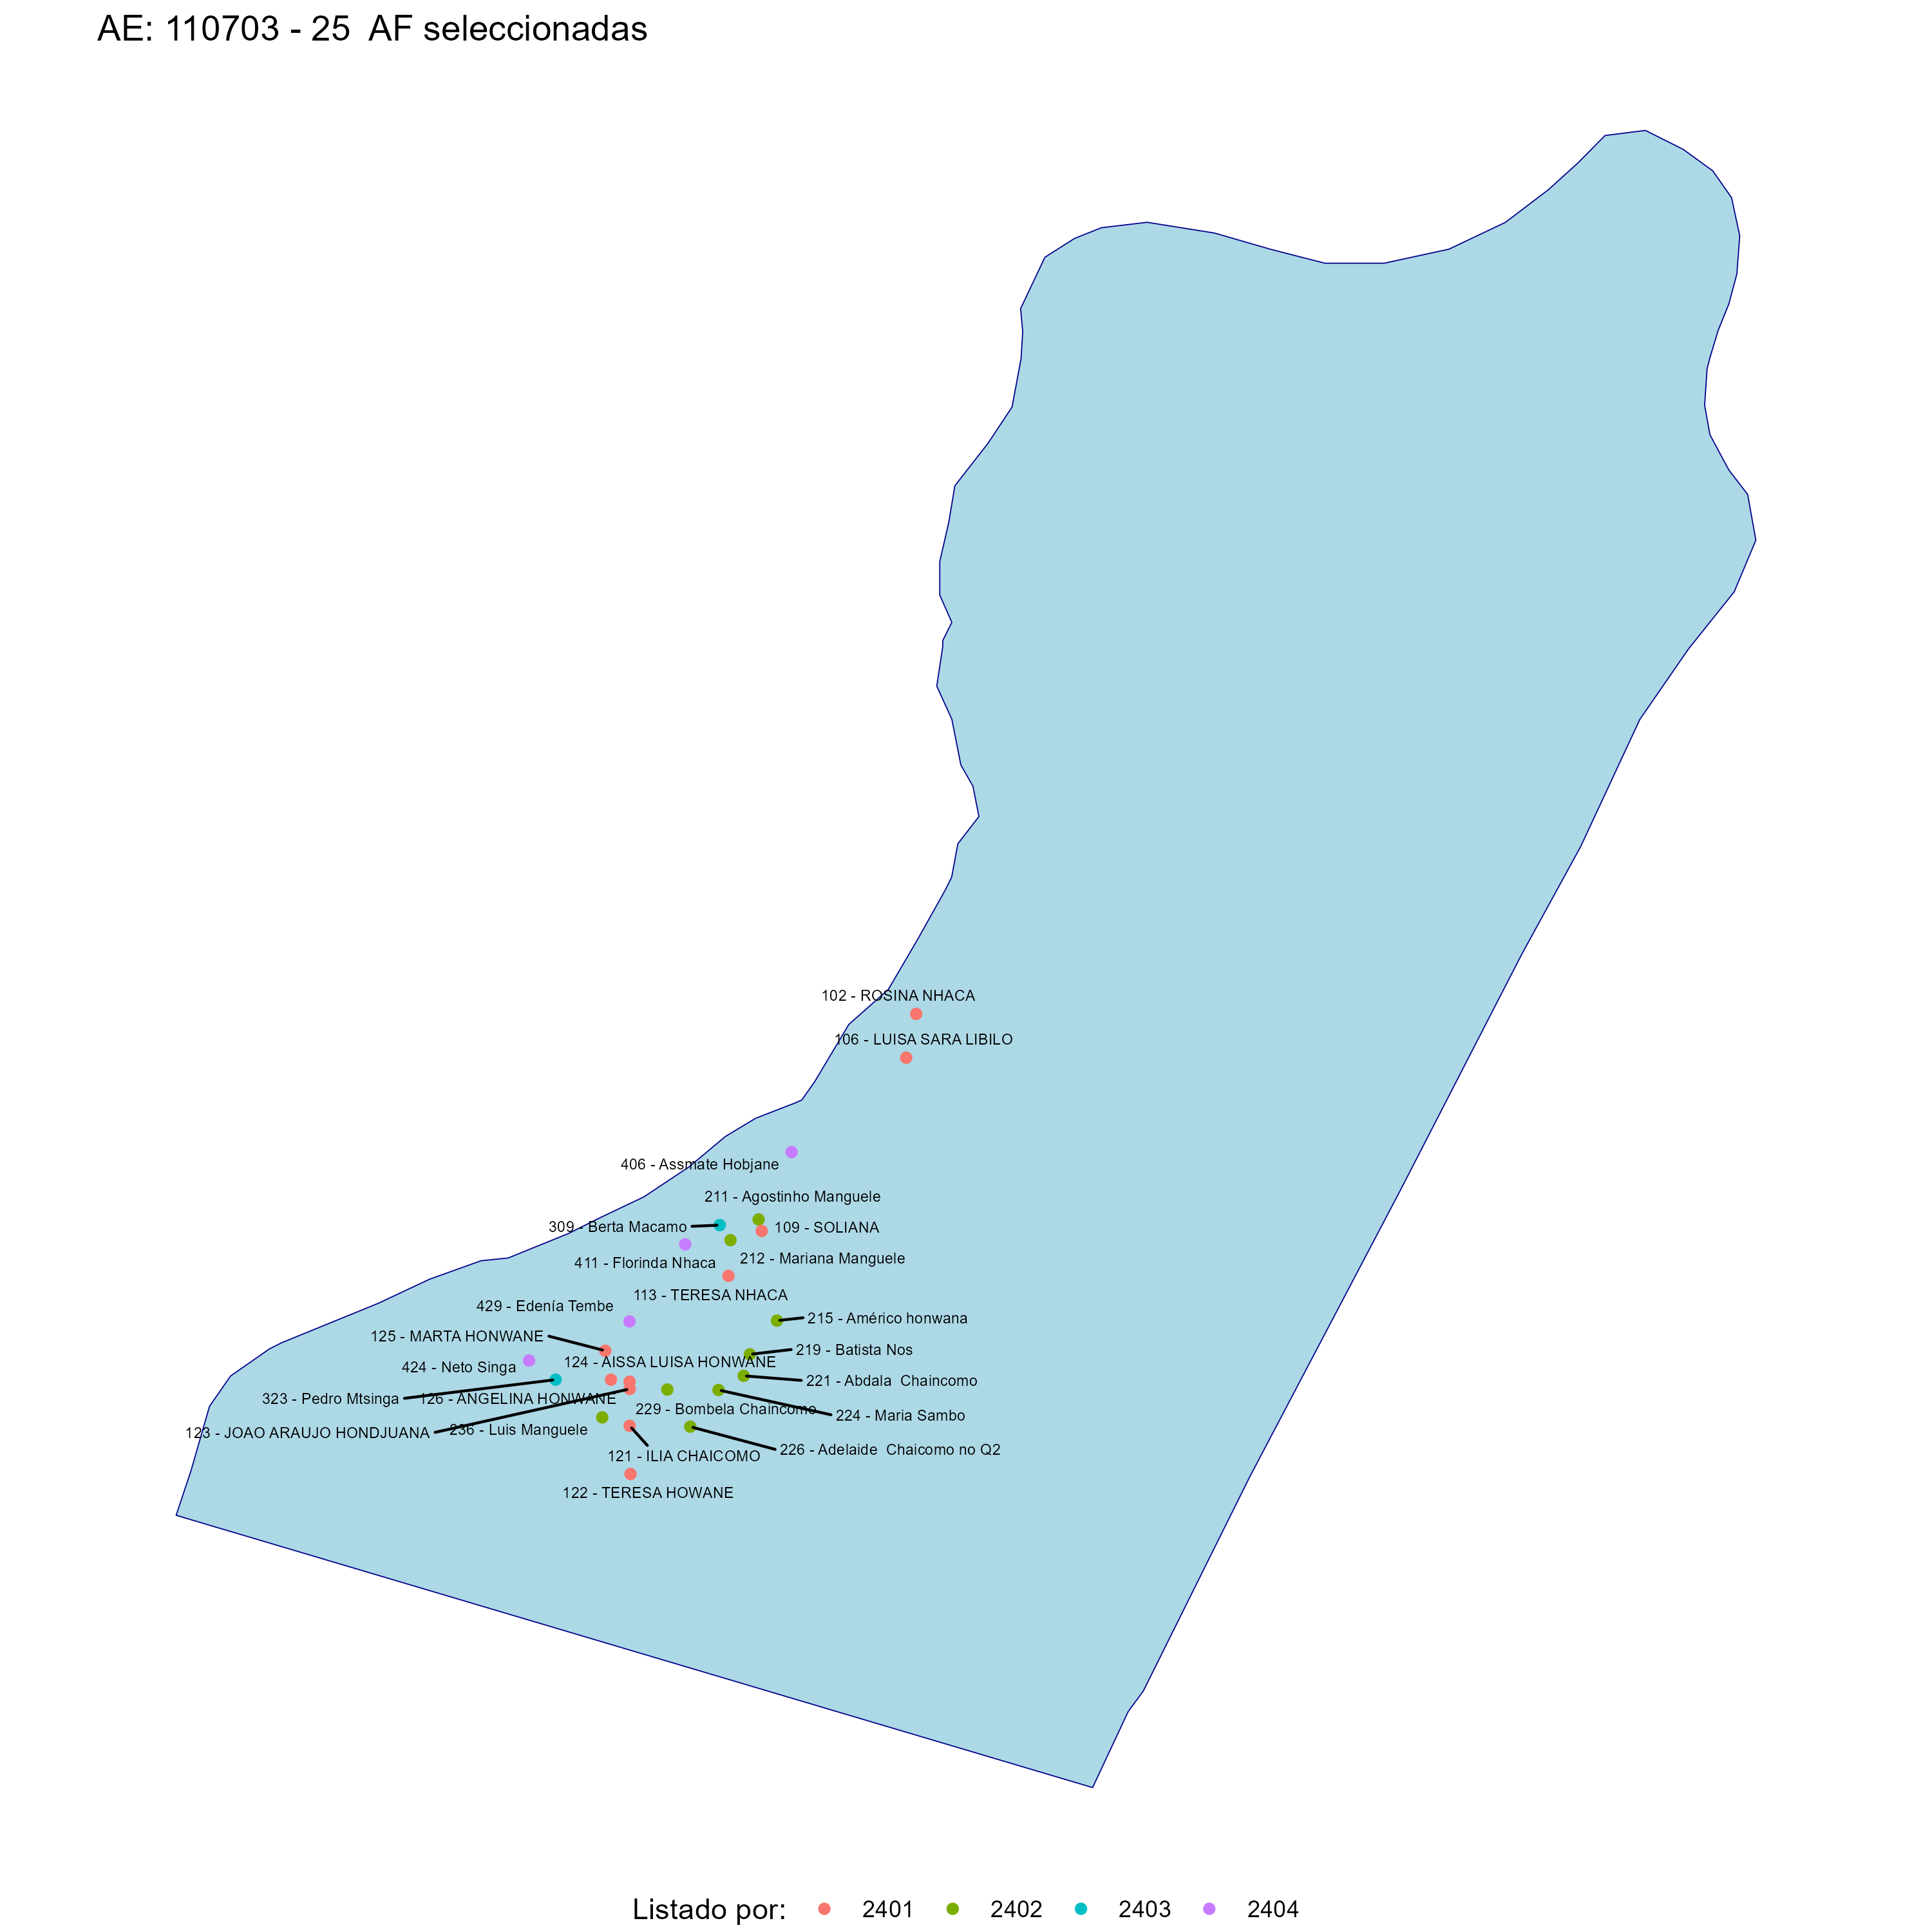 AE: 110703 - 25  AF seleccionadas
102 - ROSINA NHACA
106 - LUISA SARA LIBILO
406 - Assmate Hobjane
211 - Agostinho Manguele
309 - Berta Macamo
109 - SOLIANA
212 - Mariana Manguele
411 - Florinda Nhaca
113 - TERESA NHACA
429 - Edenía Tembe
215 - Américo honwana
125 - MARTA HONWANE
219 - Batista Nos
124 - AISSA LUISA HONWANE
424 - Neto Singa
221 - Abdala  Chaincomo
323 - Pedro Mtsinga
126 - ANGELINA HONWANE
229 - Bombela Chaincomo
224 - Maria Sambo
123 - JOAO ARAUJO HONDJUANA
236 - Luis Manguele
226 - Adelaide  Chaicomo no Q2
121 - ILIA CHAICOMO
122 - TERESA HOWANE
Listado por: 2401 2402 2403 2404